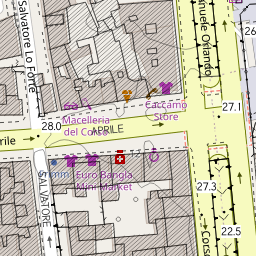 Salvatore Lo Forte
nuele Orlando
26
27.1
Caccamo
Store
Macelleria
del Corso
APRILE
28.0
rile
Euro Bangla
Mini Market
27.3
22.5
SALVATORE
Corso